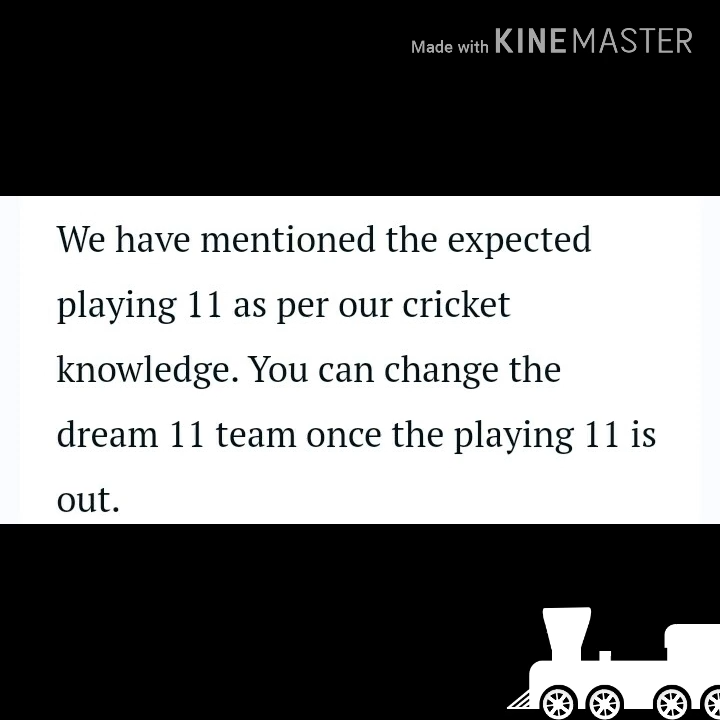 Made with KINEMASTER
We have mentioned the expected
playing 11 as per our cricket
knowledge. You can change the
dream 11 team once the playing 11 is
out.